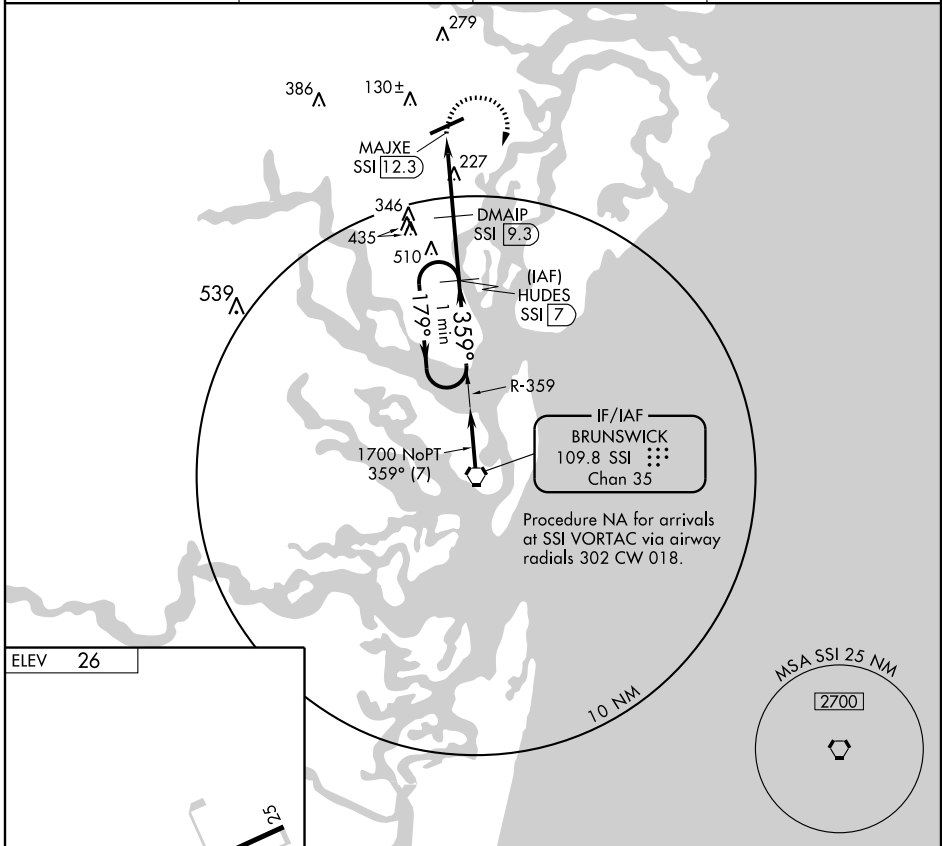 279
386
130±
MAJXE
SSI 12.3
227
346
DMAIP
SSI 9.3
435
510
(IAF)
HUDES
SSI 7
539
179°
1 min
359°
R-359
1700 NoPT
359° (7)
IF/IAF
BRUNSWICK
109.8 SSI
Chan 35
Procedure NA for arrivals
at SSI VORTAC via airway
radials 302 CW 018.
10 NM
ELEV 26
25
MSA SSI 25 NM
2700